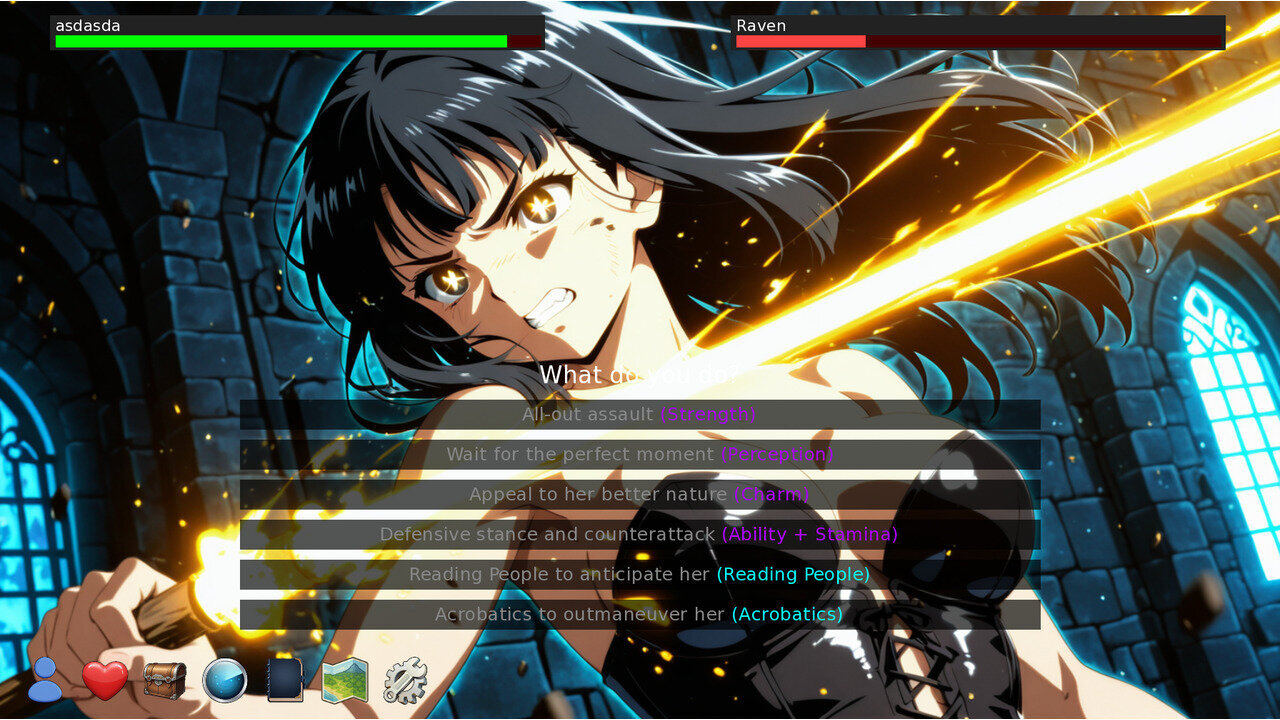 asdasda
Raven
What do you do?
All-out assault (Strength)
Wait for the perfect moment (Perception)
Appeal to her better nature (Charm)
Defensive stance and counterattack (Ability + Stamina)
Reading People to anticipate her (Reading People)
Acrobatics to outmaneuver her (Acrobatics)